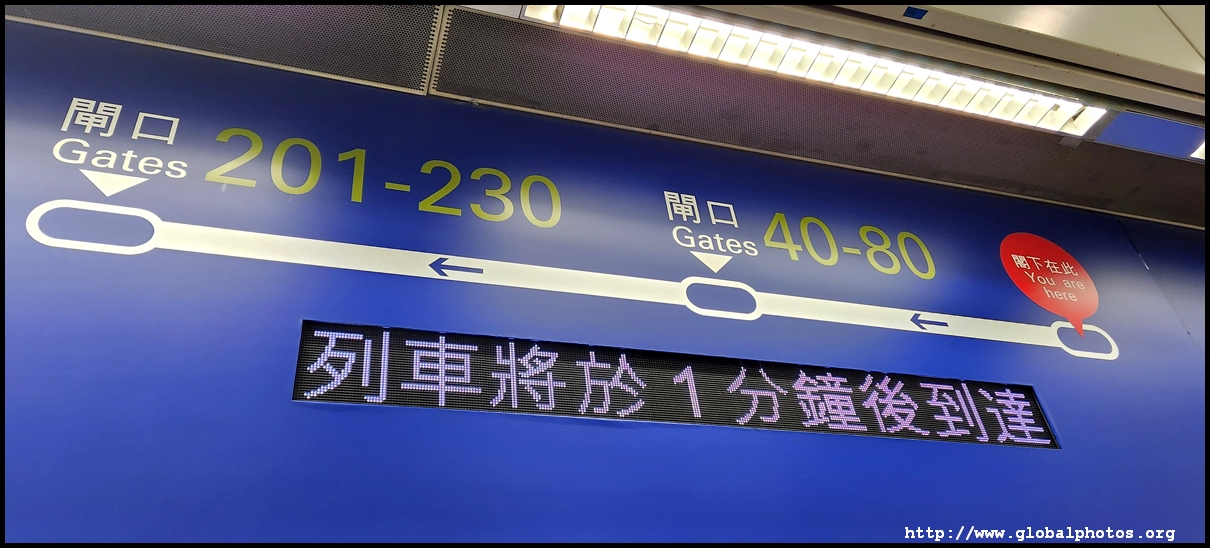 閘口
Gates
201-230
閘口
Gates
40-80
閣下在此
You are
here
列車將於 1 分鐘後到達
http://www.globalphotos.org